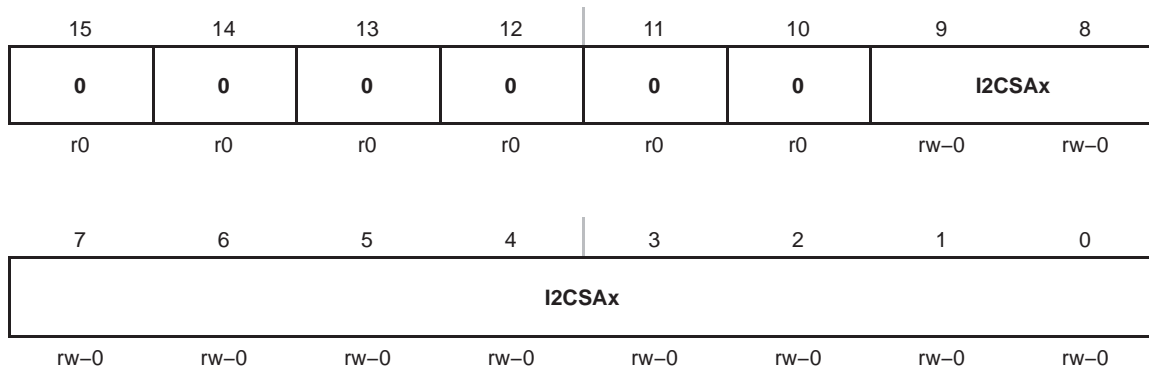 15 14 13 12 11 10 9 8
0 0 0 0 0 0 I2CSAx
r0 r0 r0 r0 r0 r0 rw−0 rw−0
7 6 5 4 3 2 1 0
I2CSAx
rw−0 rw−0 rw−0 rw−0 rw−0 rw−0 rw−0 rw−0